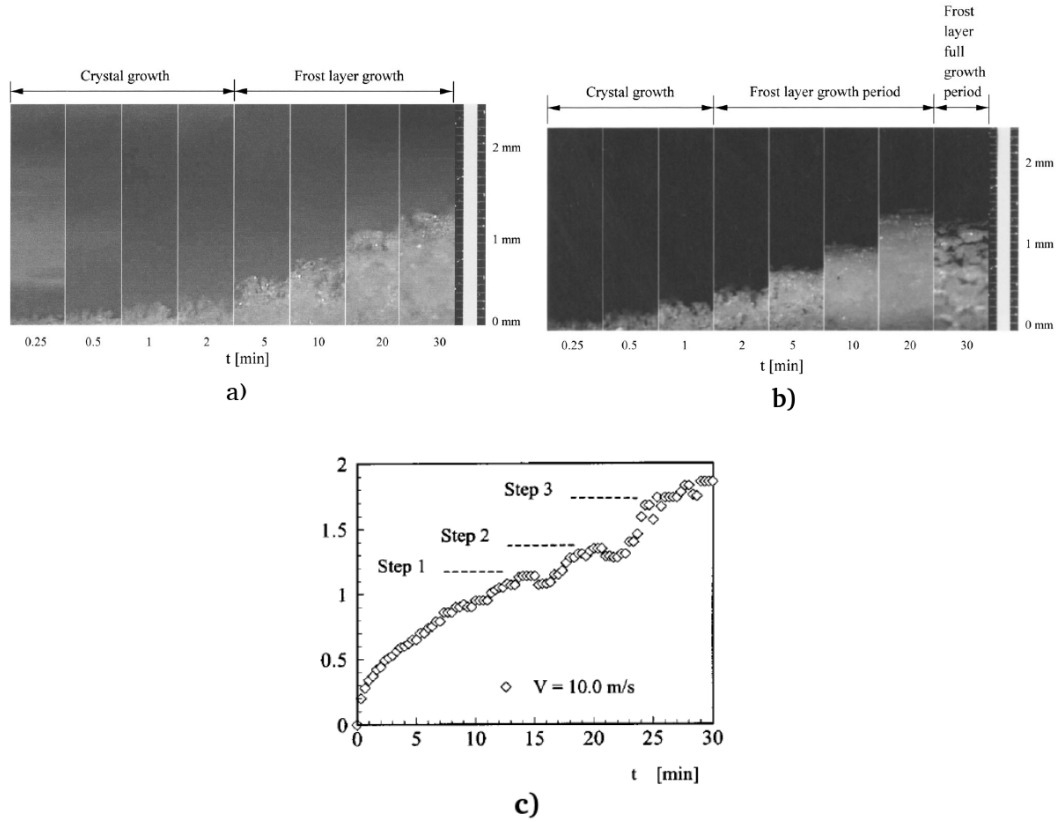 Crystal growth
Frost layer growth
2 mm
1 mm
0 mm
0.25 0.5 1 2 5 10 20 30
t [min]
a)
Frost
layer
full
growth
period
Crystal growth
Frost layer growth period
2 mm
1 mm
0 mm
0.25 0.5 1 2 5 10 20 30
t [min]
b)
2
1.5
1
0.5
0
Step 3
Step 2
Step 1
◇ V = 10.0 m/s
0 5 10 15 20 25 30
t [min]
c)